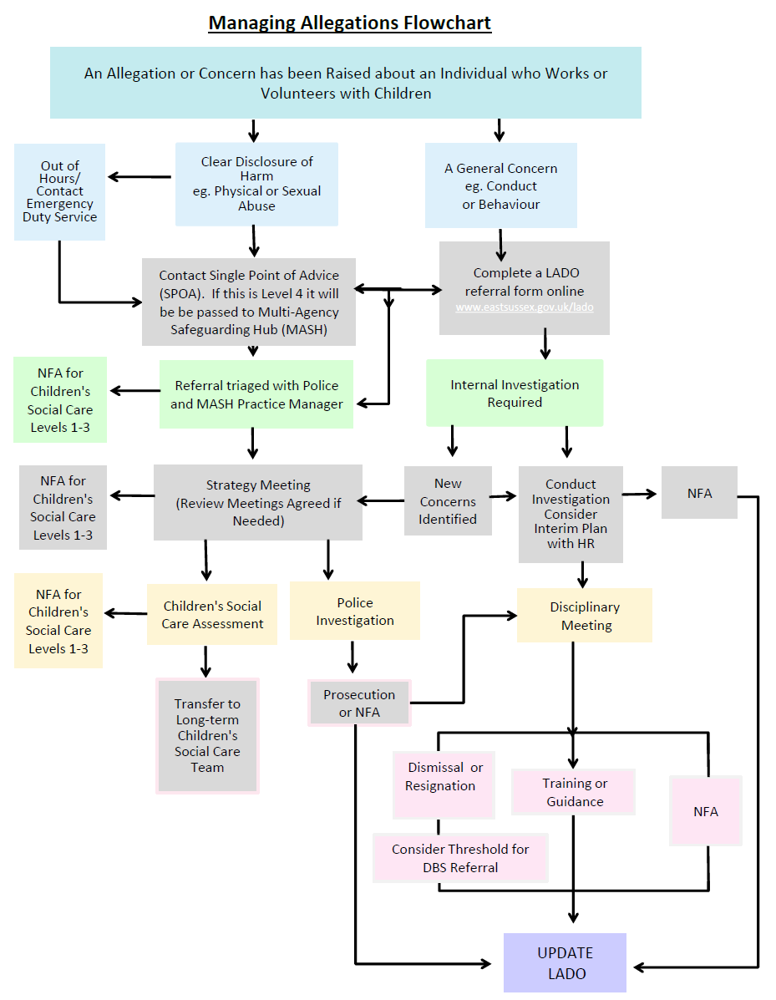 Managing Allegations Flowchart
An Allegation or Concern has been Raised about an Individual who Works or
Volunteers with Children
Out of
Hours/
Contact
Emergency
Duty Service
Clear Disclosure of
Harm
eg. Physical or Sexual
Abuse
A General Concern
eg. Conduct
or Behaviour
Contact Single Point of Advice
(SPOA).  If this is Level 4 it will
be be passed to Multi-Agency
Safeguarding Hub (MASH)
Complete a LADO
referral form online
www.eastsussex.gov.uk/lado
NFA for
Children's
Social Care
Levels 1-3
Referral triaged with Police
and MASH Practice Manager
Internal Investigation
Required
NFA for
Children's
Social Care
Levels 1-3
Strategy Meeting
(Review Meetings Agreed if
Needed)
New
Concerns
Identified
Conduct
Investigation
Consider
Interim Plan
with HR
NFA
NFA for
Children's
Social Care
Levels 1-3
Children's Social
Care Assessment
Police
Investigation
Disciplinary
Meeting
Transfer to
Long-term
Children's
Social Care
Team
Prosecution
or NFA
Dismissal  or
Resignation
Training or
Guidance
NFA
Consider Threshold for
DBS Referral
UPDATE
LADO